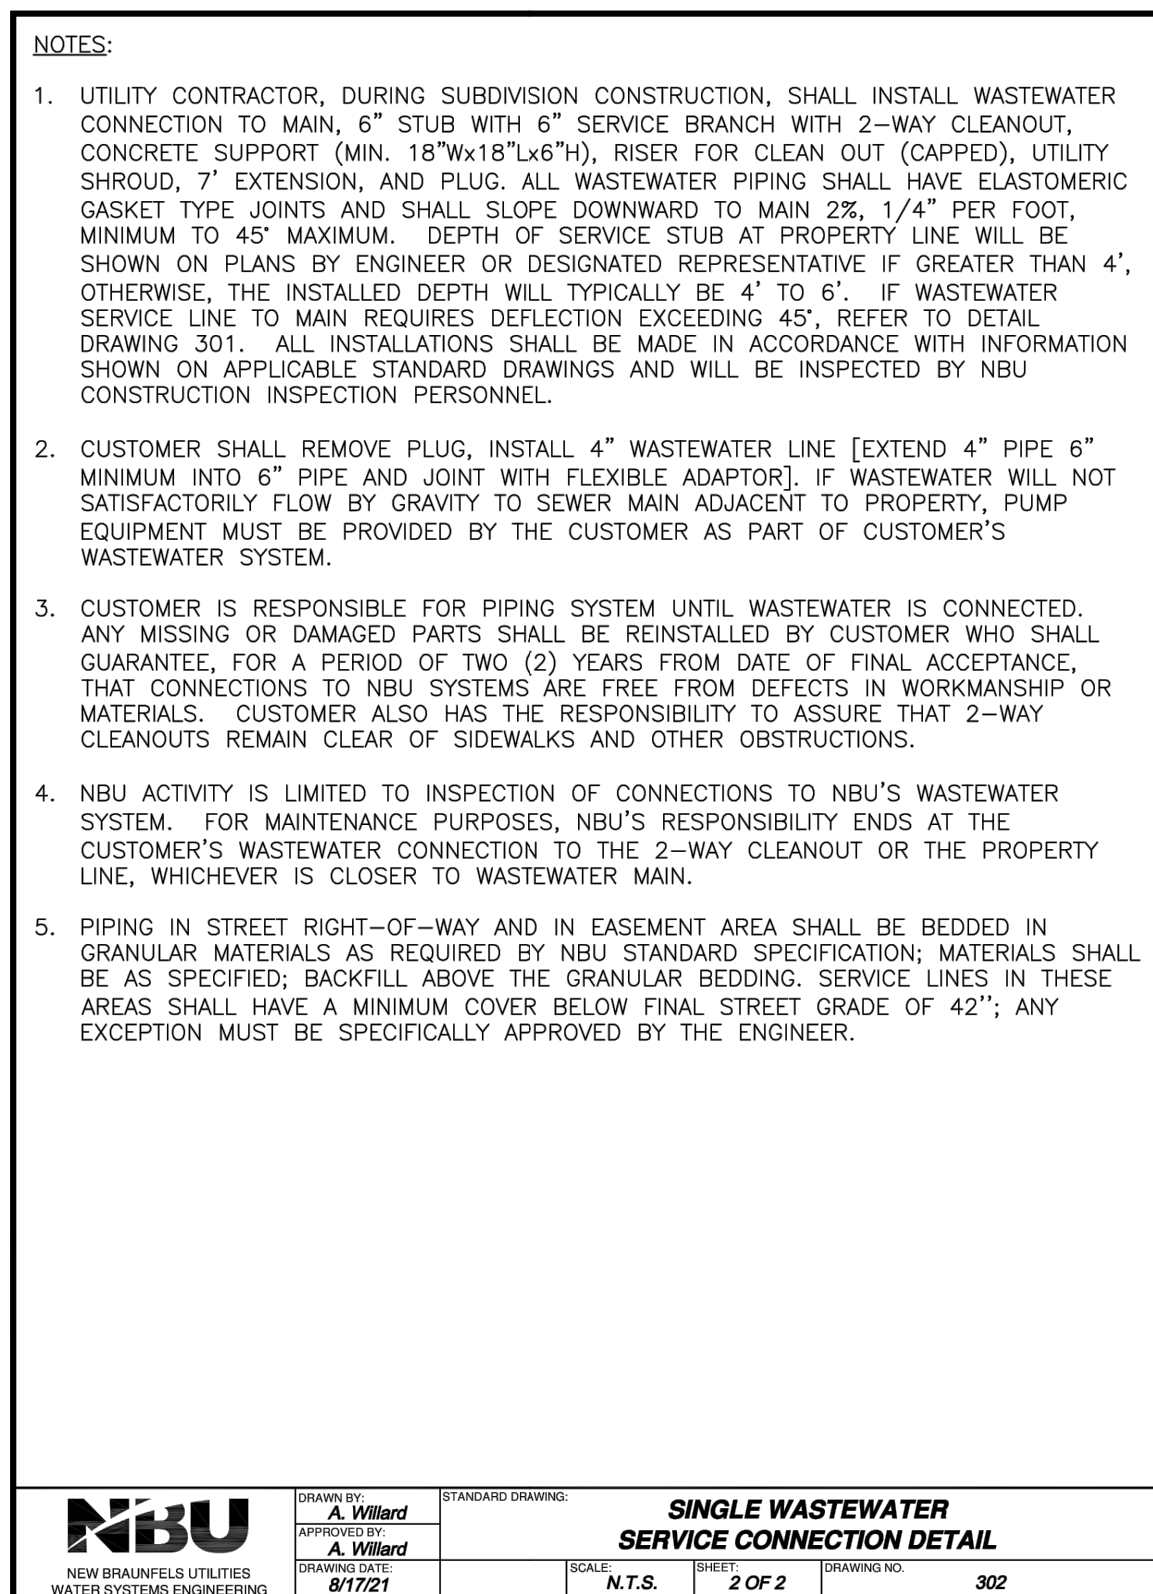 NOTES:
1. UTILITY CONTRACTOR, DURING SUBDIVISION CONSTRUCTION, SHALL INSTALL WASTEWATER
CONNECTION TO MAIN, 6” STUB WITH 6” SERVICE BRANCH WITH 2–WAY CLEANOUT,
CONCRETE SUPPORT (MIN. 18”Wx18”Lx6”H), RISER FOR CLEAN OUT (CAPPED), UTILITY
SHROUD, 7’ EXTENSION, AND PLUG. ALL WASTEWATER PIPING SHALL HAVE ELASTOMERIC
GASKET TYPE JOINTS AND SHALL SLOPE DOWNWARD TO MAIN 2%, 1/4” PER FOOT,
MINIMUM TO 45° MAXIMUM. DEPTH OF SERVICE STUB AT PROPERTY LINE WILL BE
SHOWN ON PLANS BY ENGINEER OR DESIGNATED REPRESENTATIVE IF GREATER THAN 4’,
OTHERWISE, THE INSTALLED DEPTH WILL TYPICALLY BE 4’ TO 6’. IF WASTEWATER
SERVICE LINE TO MAIN REQUIRES DEFLECTION EXCEEDING 45°, REFER TO DETAIL
DRAWING 301. ALL INSTALLATIONS SHALL BE MADE IN ACCORDANCE WITH INFORMATION
SHOWN ON APPLICABLE STANDARD DRAWINGS AND WILL BE INSPECTED BY NBU
CONSTRUCTION INSPECTION PERSONNEL.
2. CUSTOMER SHALL REMOVE PLUG, INSTALL 4” WASTEWATER LINE [EXTEND 4” PIPE 6”
MINIMUM INTO 6” PIPE AND JOINT WITH FLEXIBLE ADAPTOR]. IF WASTEWATER WILL NOT
SATISFACTORILY FLOW BY GRAVITY TO SEWER MAIN ADJACENT TO PROPERTY, PUMP
EQUIPMENT MUST BE PROVIDED BY THE CUSTOMER AS PART OF CUSTOMER’S
WASTEWATER SYSTEM.
3. CUSTOMER IS RESPONSIBLE FOR PIPING SYSTEM UNTIL WASTEWATER IS CONNECTED.
ANY MISSING OR DAMAGED PARTS SHALL BE REINSTALLED BY CUSTOMER WHO SHALL
GUARANTEE, FOR A PERIOD OF TWO (2) YEARS FROM DATE OF FINAL ACCEPTANCE,
THAT CONNECTIONS TO NBU SYSTEMS ARE FREE FROM DEFECTS IN WORKMANSHIP OR
MATERIALS. CUSTOMER ALSO HAS THE RESPONSIBILITY TO ASSURE THAT 2–WAY
CLEANOUTS REMAIN CLEAR OF SIDEWALKS AND OTHER OBSTRUCTIONS.
4. NBU ACTIVITY IS LIMITED TO INSPECTION OF CONNECTIONS TO NBU’S WASTEWATER
SYSTEM. FOR MAINTENANCE PURPOSES, NBU’S RESPONSIBILITY ENDS AT THE
CUSTOMER’S WASTEWATER CONNECTION TO THE 2–WAY CLEANOUT OR THE PROPERTY
LINE, WHICHEVER IS CLOSER TO WASTEWATER MAIN.
5. PIPING IN STREET RIGHT–OF–WAY AND IN EASEMENT AREA SHALL BE BEDDED IN
GRANULAR MATERIALS AS REQUIRED BY NBU STANDARD SPECIFICATION; MATERIALS SHALL
BE AS SPECIFIED; BACKFILL ABOVE THE GRANULAR BEDDING. SERVICE LINES IN THESE
AREAS SHALL HAVE A MINIMUM COVER BELOW FINAL STREET GRADE OF 42’’; ANY
EXCEPTION MUST BE SPECIFICALLY APPROVED BY THE ENGINEER.
NBU
NEW BRAUNFELS UTILITIES
WATER SYSTEMS ENGINEERING
DRAWN BY:
A. Willard
APPROVED BY:
A. Willard
DRAWING DATE:
8/17/21
STANDARD DRAWING:
SINGLE WASTEWATER
SERVICE CONNECTION DETAIL
SCALE:
N.T.S.
SHEET:
2 OF 2
DRAWING NO.
302